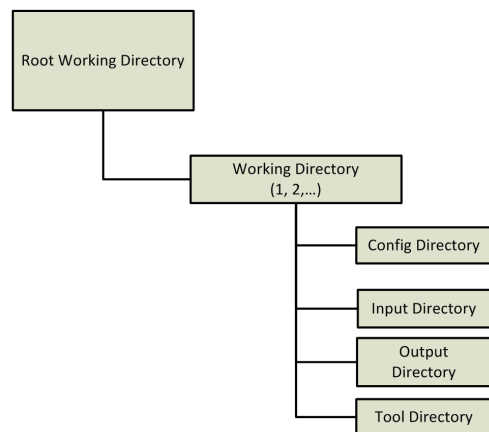 Root Working Directory
Working Directory
(1, 2,...)
Config Directory
Input Directory
Output
Directory
Tool Directory